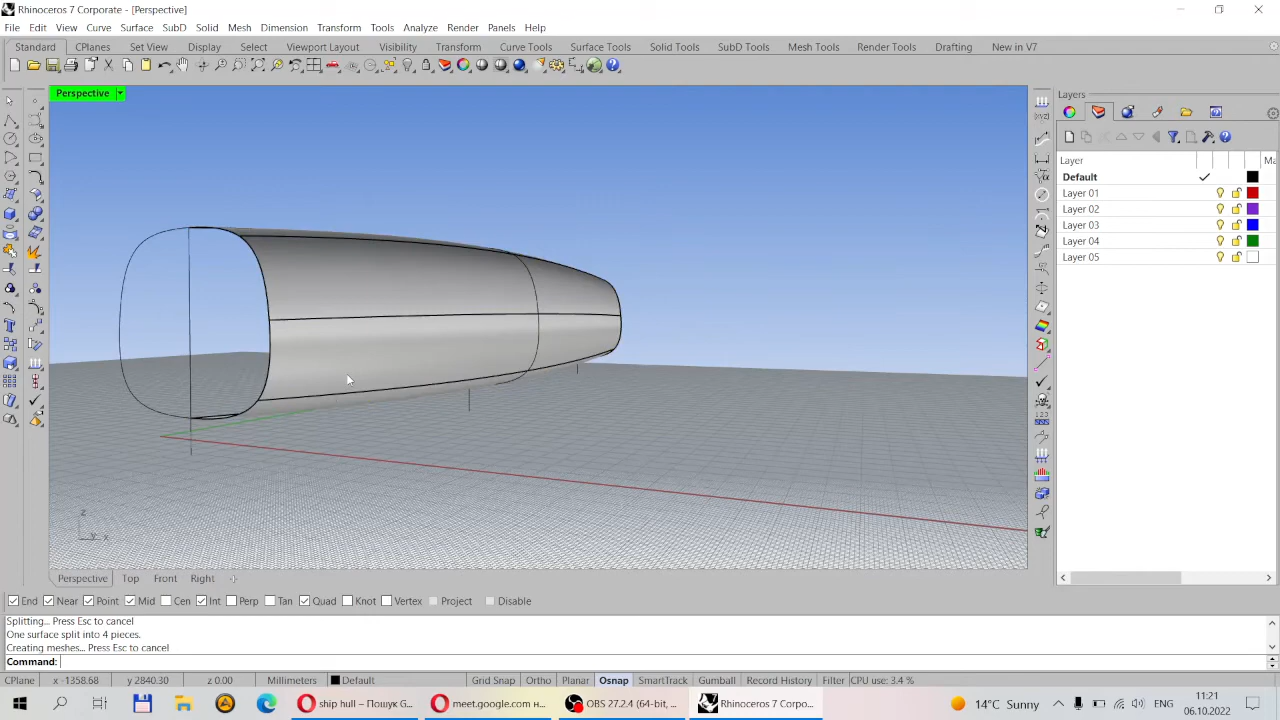 Rhinoceros 7 Corporate - [Perspective]
File Edit View Curve Surface SubD Solid Mesh Dimension Transform Tools Analyze Render Panels Help
Standard CPlanes Set View Display Select Viewport Layout Visibility Transform Curve Tools Surface Tools Solid Tools SubD Tools Mesh Tools Render Tools Drafting New in V7
Perspective
Layers
Layer Ma
Default
Layer 01
Layer 02
Layer 03
Layer 04
Layer 05
z
y x
Perspective Top Front Right
End Near Point Mid Cen Int Perp Tan Quad Knot Vertex Project Disable
Splitting... Press Esc to cancel
One surface split into 4 pieces.
Creating meshes... Press Esc to cancel
Command:
CPlane x -1358.68 y 2840.30 z 0.00 Millimeters Default Grid Snap Ortho Planar Osnap SmartTrack Gumball Record History Filter CPU use: 3.4 %
ship hull – Пошук G... meet.google.com н... OBS 27.2.4 (64-bit, ... Rhinoceros 7 Corpo... 14°C Sunny ENG 11:21
06.10.2022